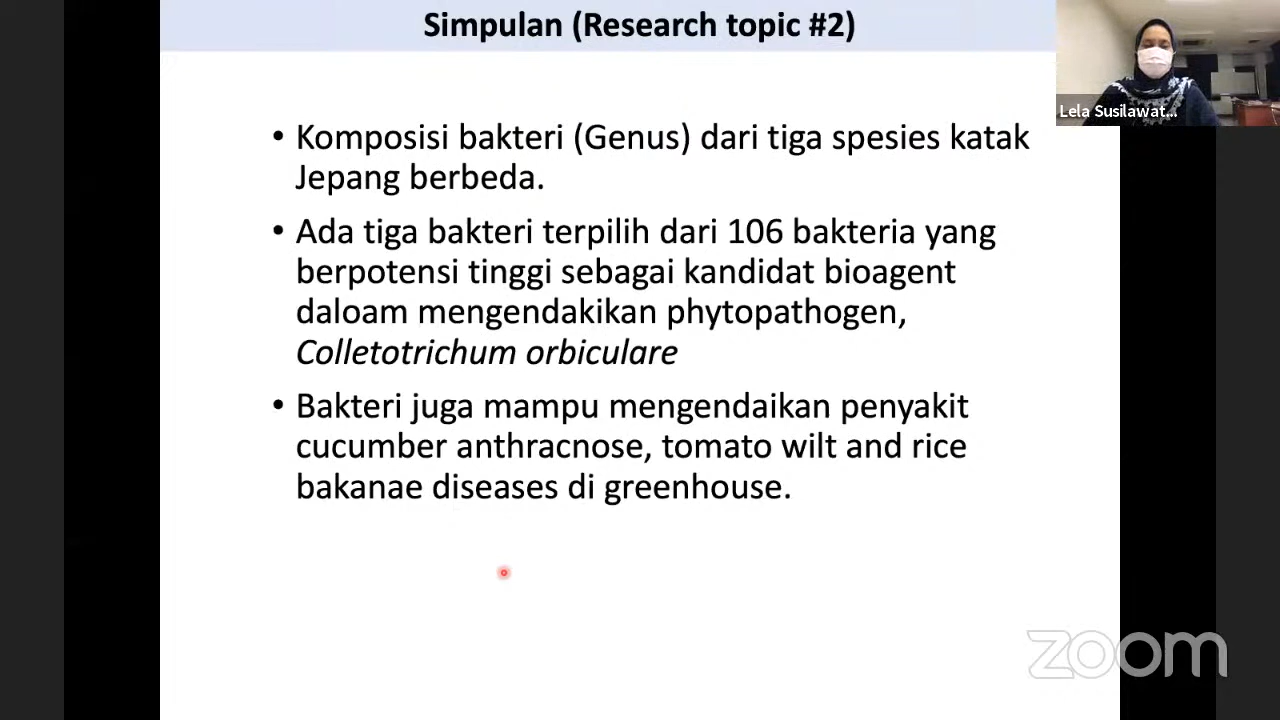 Simpulan (Research topic #2)
Lela Susilawat...
• Komposisi bakteri (Genus) dari tiga spesies katak
Jepang berbeda.
• Ada tiga bakteri terpilih dari 106 bakteria yang
berpotensi tinggi sebagai kandidat bioagent
daloam mengendakikan phytopathogen,
Colletotrichum orbiculare
• Bakteri juga mampu mengendaikan penyakit
cucumber anthracnose, tomato wilt and rice
bakanae diseases di greenhouse.
zoom